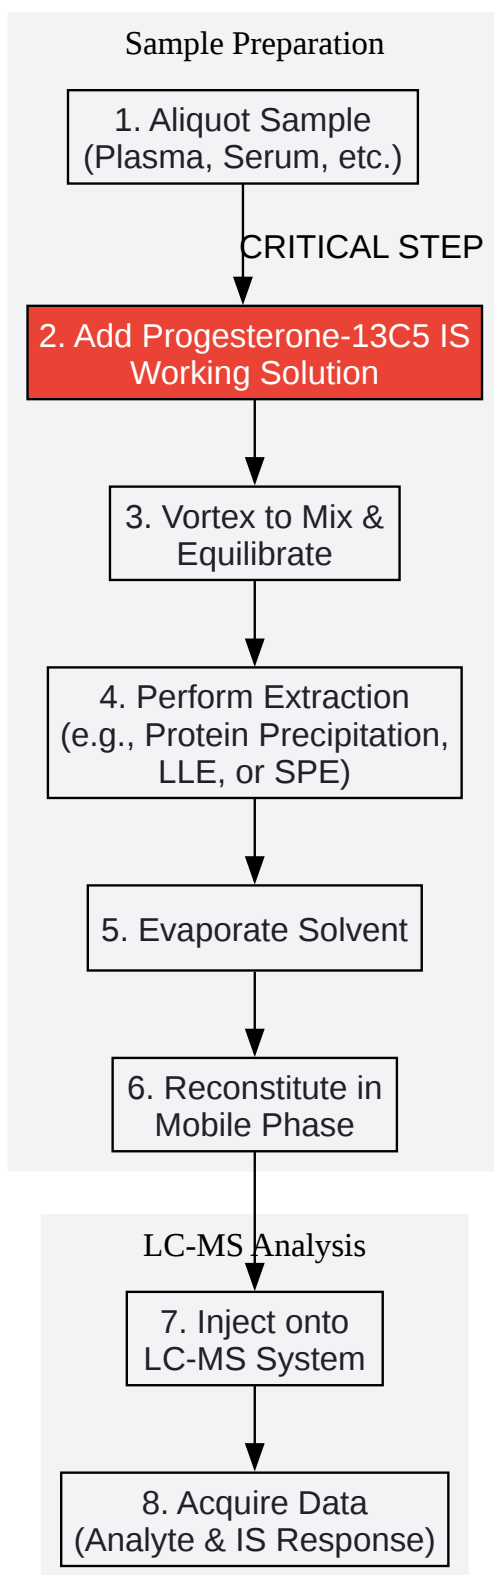 Sample Preparation
1. Aliquot Sample
(Plasma, Serum, etc.)
CRITICAL STEP
2. Add Progesterone-13C5 IS
Working Solution
3. Vortex to Mix &
Equilibrate
4. Perform Extraction
(e.g., Protein Precipitation,
LLE, or SPE)
5. Evaporate Solvent
6. Reconstitute in
Mobile Phase
LC-MS Analysis
7. Inject onto
LC-MS System
8. Acquire Data
(Analyte & IS Response)